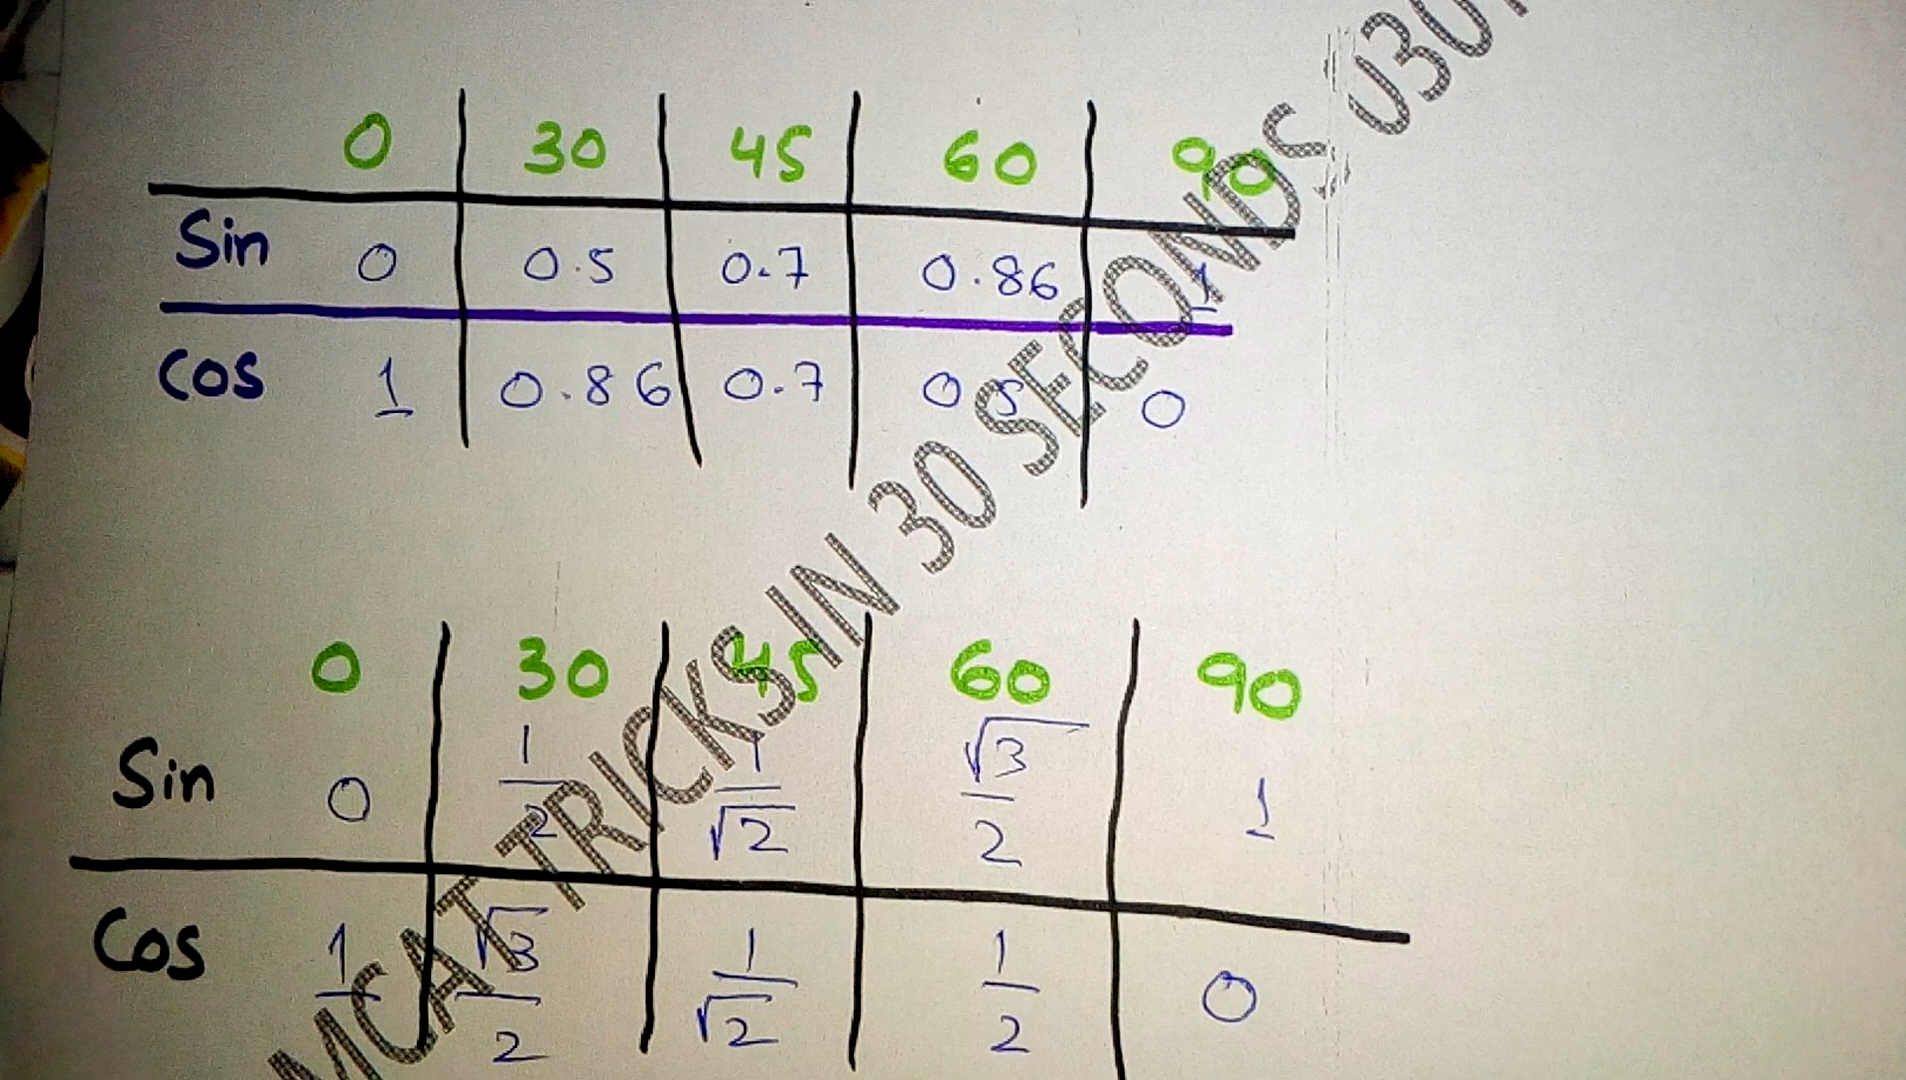 0 30 45 60 90
Sin 0 0.5 0.7 0.86 1
Cos 1 0.86 0.7 0.5 0
0 30 45 60 90
Sin 0 1/2 1/√2 √3/2 1
Cos 1 √3/2 1/√2 1/2 0
MCAT TRICKS IN 30 SECONDS